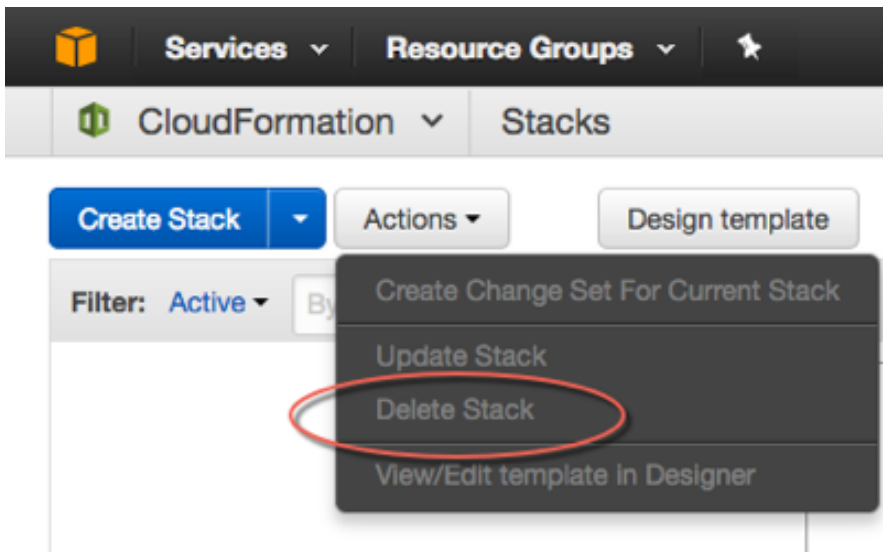 Services Resource Groups
CloudFormation Stacks
Create Stack Actions Design template
Filter: Active By
Create Change Set For Current Stack
Update Stack
Delete Stack
View/Edit template in Designer